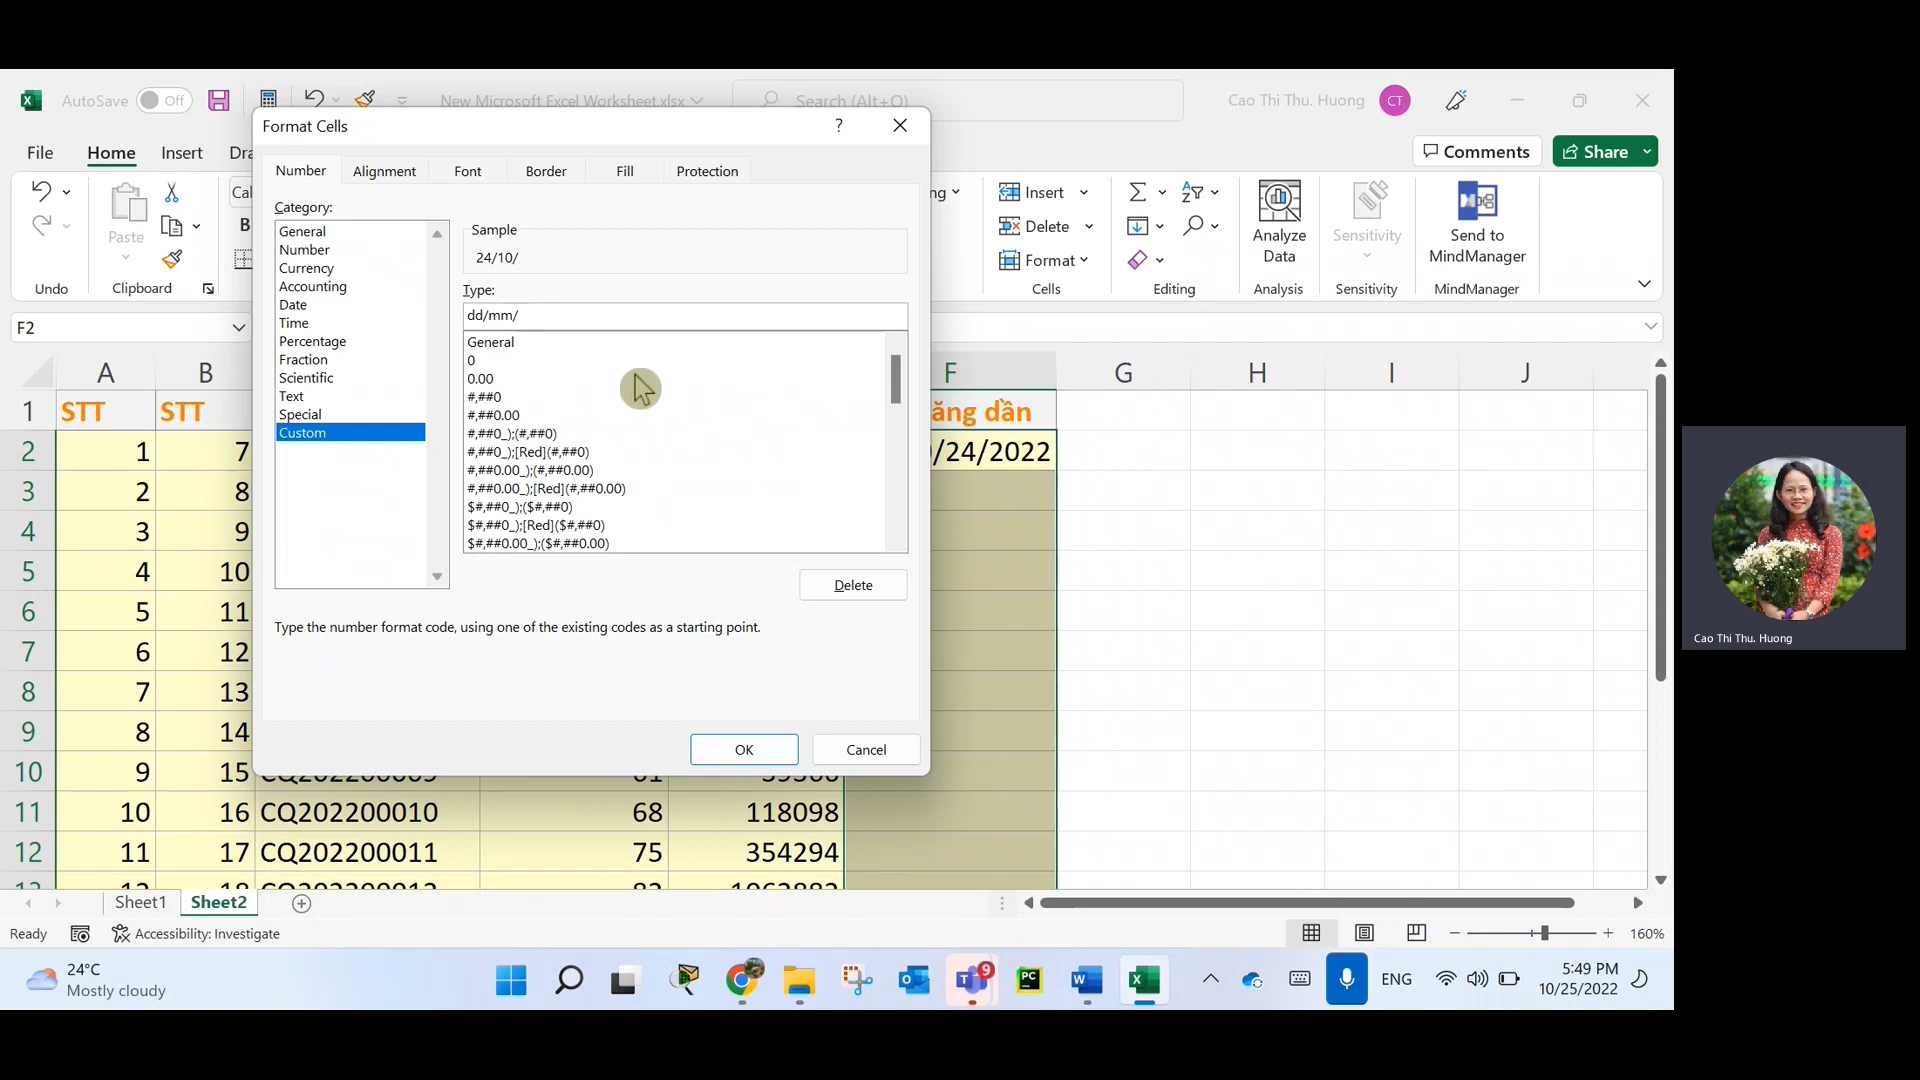 AutoSave Off New Microsoft Excel Worksheet.xlsx Search (Alt+Q) Cao Thi Thu. Huong CT
Format Cells ?
File Home Insert Comments Share
Number Alignment Font Border Fill Protection
Category:
General
Number
Currency
Accounting
Date
Time
Percentage
Fraction
Scientific
Text
Special
Custom
Sample
24/10/
Type:
dd/mm/
General
0
0.00
#,##0
#,##0.00
#,##0_);(#,##0)
#,##0_);[Red](#,##0)
#,##0.00_);(#,##0.00)
#,##0.00_);[Red](#,##0.00)
$#,##0_);($#,##0)
$#,##0_);[Red]($#,##0)
$#,##0.00_);($#,##0.00)
Delete
Type the number format code, using one of the existing codes as a starting point.
OK Cancel
Paste
Undo Clipboard
Insert
Delete
Format
Cells
Editing
Analyze
Data
Analysis
Sensitivity
Sensitivity
Send to
MindManager
MindManager
F2
A B F G H I J
1 STT STT ăng dần
2 1 7 /24/2022
3 2 8
4 3 9
5 4 10
6 5 11
7 6 12
8 7 13
9 8 14
10 9 15
11 10 16 CQ202200010 68 118098
12 11 17 CQ202200011 75 354294
Sheet1 Sheet2
Ready Accessibility: Investigate 160%
24°C
Mostly cloudy
9
PC
ENG
5:49 PM
10/25/2022
Cao Thi Thu. Huong